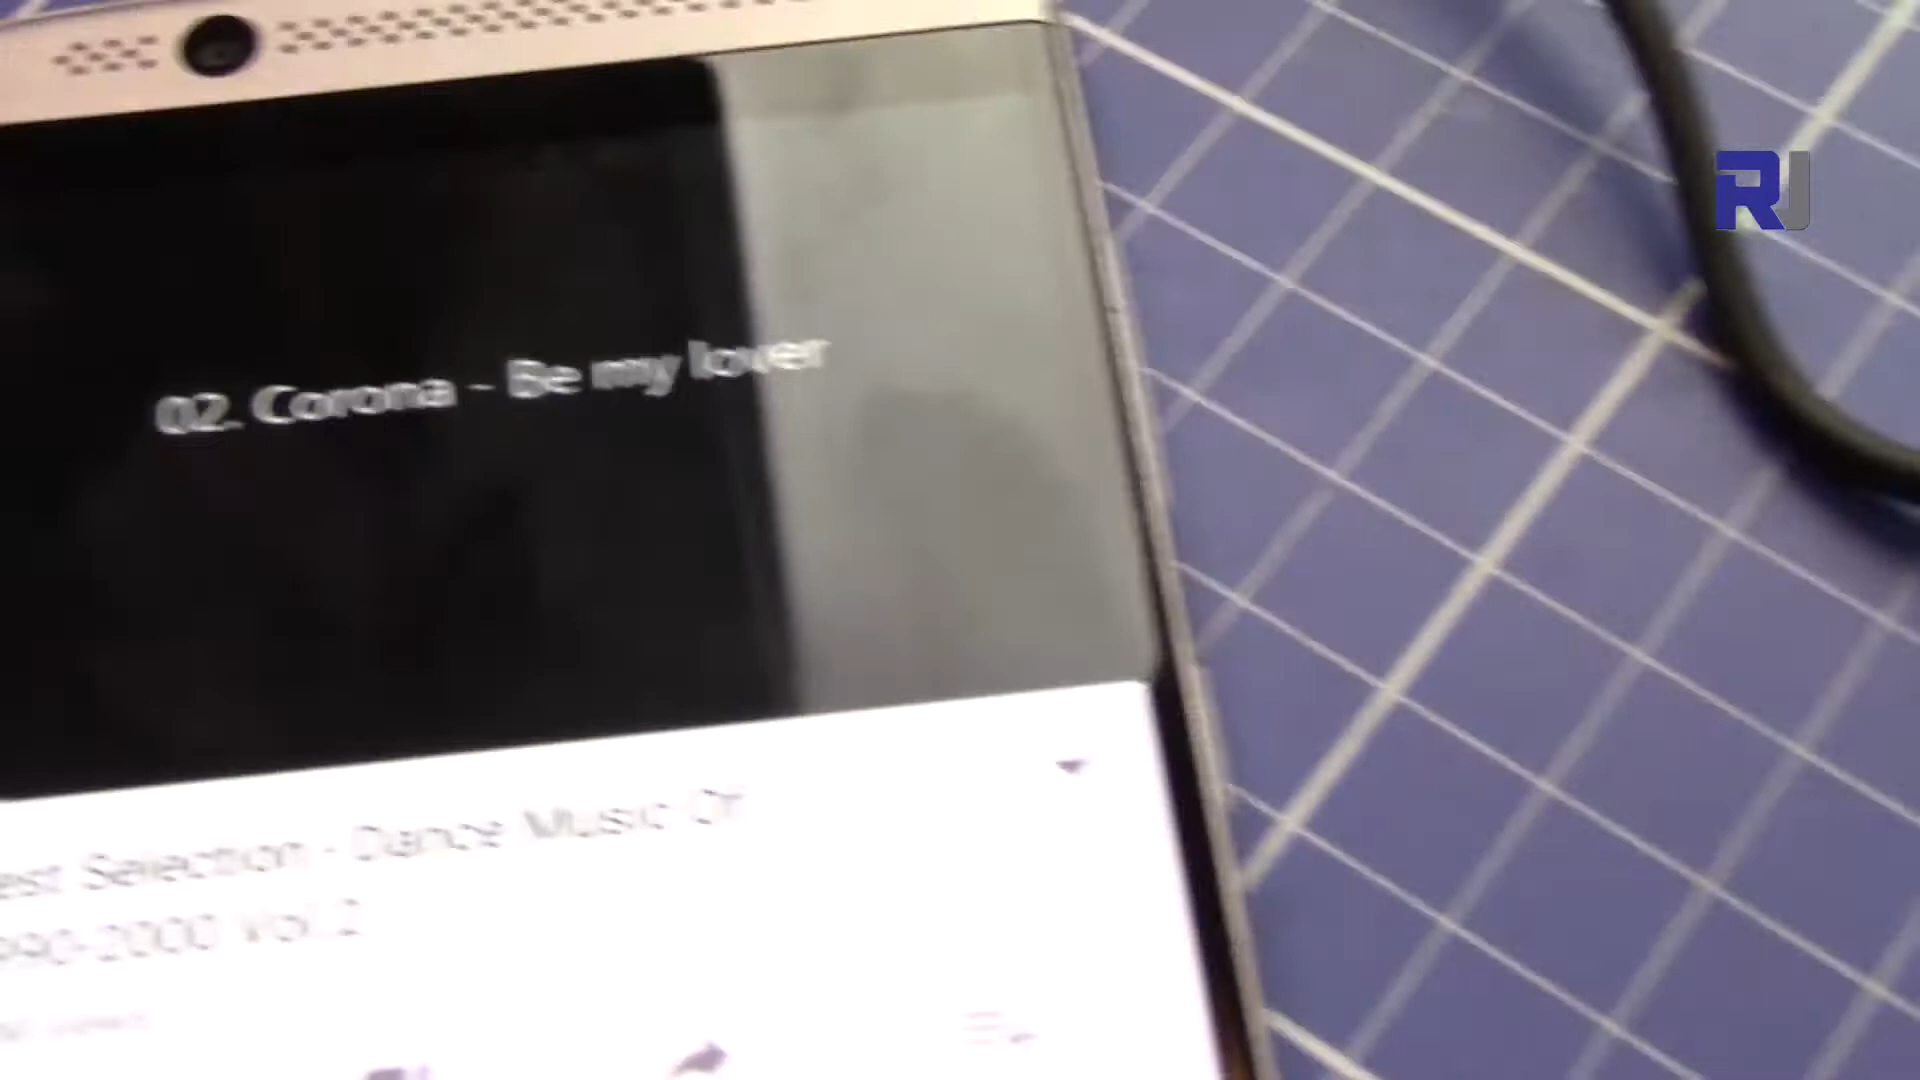 RJ
02. Corona - Be my lover
est Selection - Dance Music Of
990-2000 Vol.2